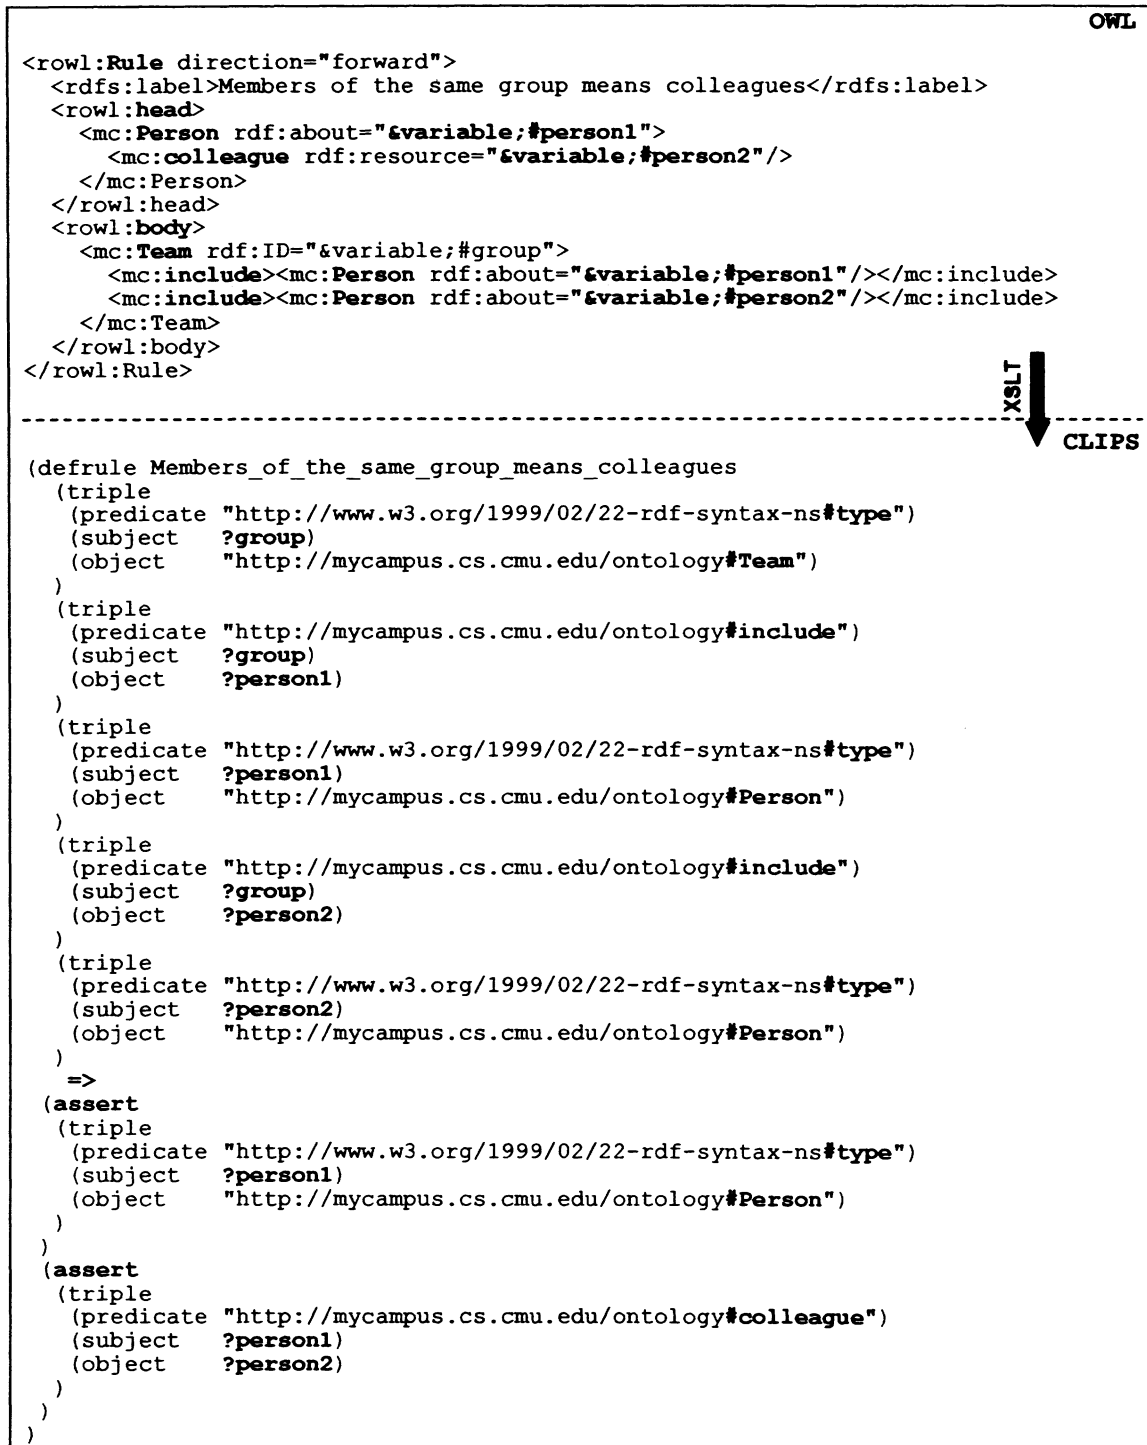 OWL
<rowl:Rule direction="forward">
  <rdfs:label>Members of the same group means colleagues</rdfs:label>
  <rowl:head>
    <mc:Person rdf:about="&variable;#person1">
      <mc:colleague rdf:resource="&variable;#person2"/>
    </mc:Person>
  </rowl:head>
  <rowl:body>
    <mc:Team rdf:ID="&variable;#group">
      <mc:include><mc:Person rdf:about="&variable;#person1"/></mc:include>
      <mc:include><mc:Person rdf:about="&variable;#person2"/></mc:include>
    </mc:Team>
  </rowl:body>
</rowl:Rule>
XSLT
CLIPS
(defrule Members_of_the_same_group_means_colleagues
  (triple
   (predicate "http://www.w3.org/1999/02/22-rdf-syntax-ns#type")
   (subject   ?group)
   (object    "http://mycampus.cs.cmu.edu/ontology#Team")
  )
  (triple
   (predicate "http://mycampus.cs.cmu.edu/ontology#include")
   (subject   ?group)
   (object    ?person1)
  )
  (triple
   (predicate "http://www.w3.org/1999/02/22-rdf-syntax-ns#type")
   (subject   ?person1)
   (object    "http://mycampus.cs.cmu.edu/ontology#Person")
  )
  (triple
   (predicate "http://mycampus.cs.cmu.edu/ontology#include")
   (subject   ?group)
   (object    ?person2)
  )
  (triple
   (predicate "http://www.w3.org/1999/02/22-rdf-syntax-ns#type")
   (subject   ?person2)
   (object    "http://mycampus.cs.cmu.edu/ontology#Person")
  )
   =>
 (assert
  (triple
   (predicate "http://www.w3.org/1999/02/22-rdf-syntax-ns#type")
   (subject   ?person1)
   (object    "http://mycampus.cs.cmu.edu/ontology#Person")
  )
 )
 (assert
  (triple
   (predicate "http://mycampus.cs.cmu.edu/ontology#colleague")
   (subject   ?person1)
   (object    ?person2)
  )
 )
)